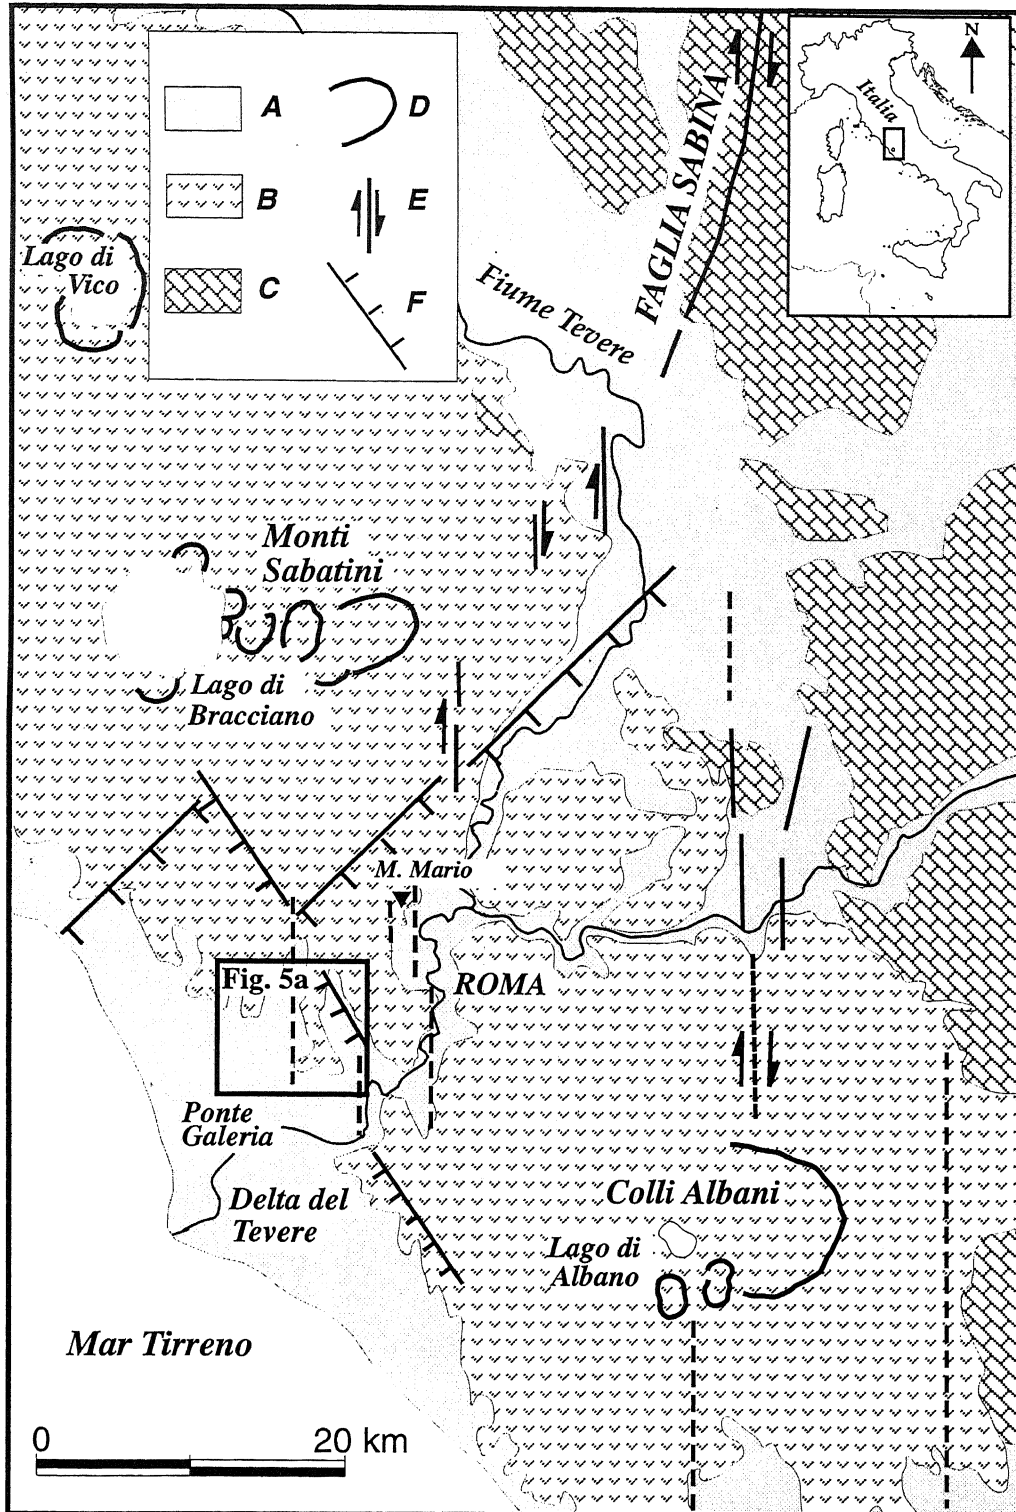 A
B
C
D
E
F
N
Italia
FAGLIA SABINA
Lago di
Vico
Fiume Tevere
Monti
Sabatini
Lago di
Bracciano
M. Mario
Fig. 5a
ROMA
Ponte
Galeria
Delta del
Tevere
Colli Albani
Lago di
Albano
Mar Tirreno
0
20 km